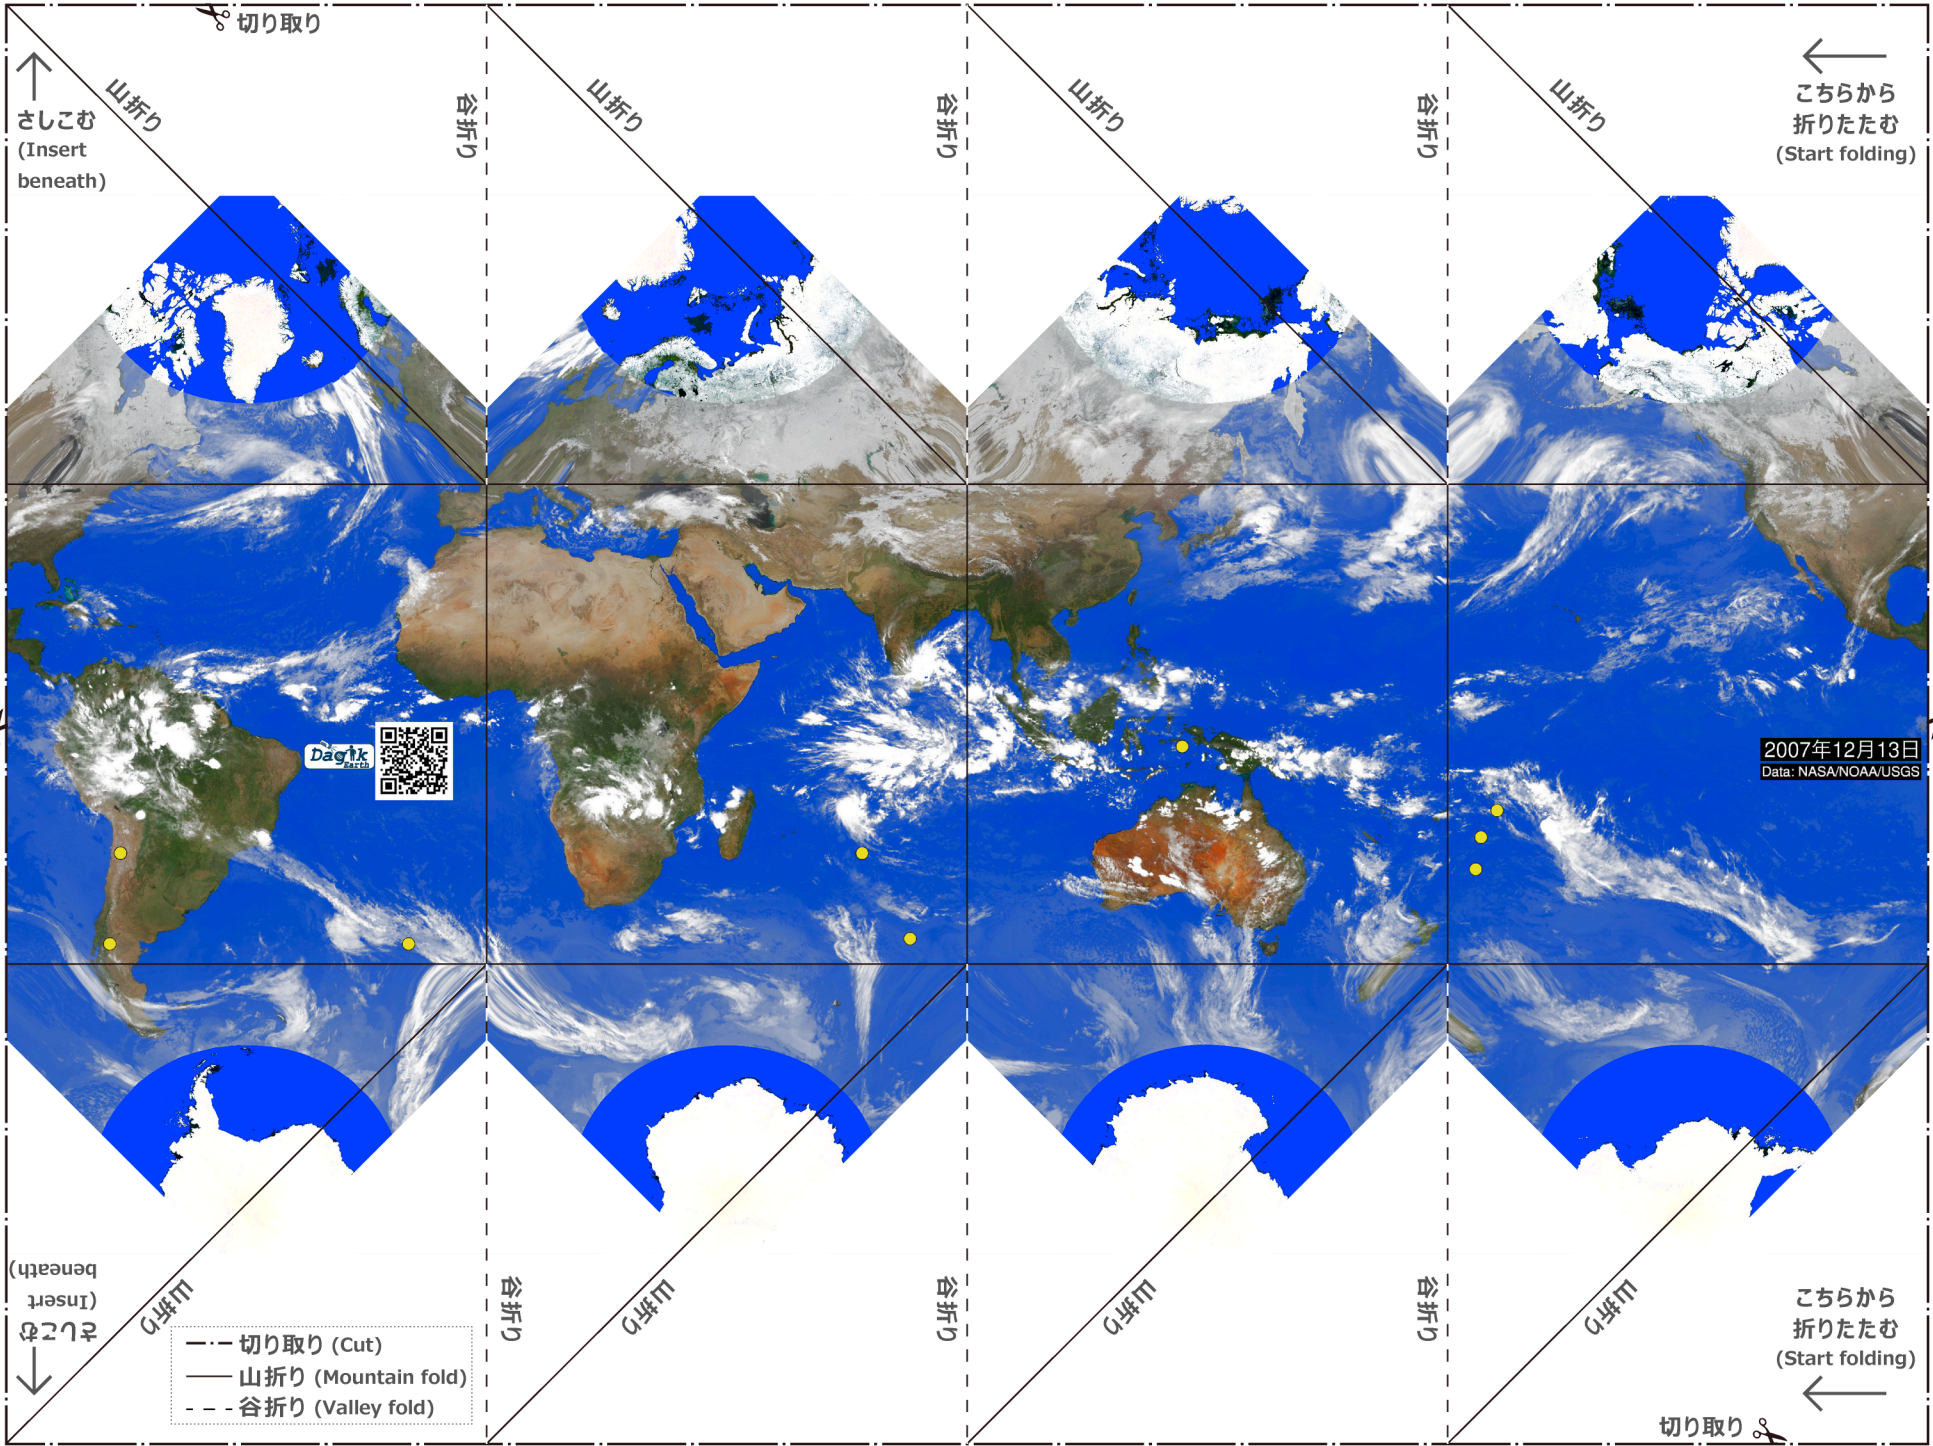 切り取り
さしこむ
(Insert
beneath)
山折り
谷折り
山折り
谷折り
山折り
谷折り
山折り
こちらから
折りたたむ
(Start folding)
Dagik
Earth
2007年12月13日
Data: NASA/NOAA/USGS
さしこむ
(Insert
beneath)
山折り
谷折り
山折り
谷折り
山折り
谷折り
山折り
こちらから
折りたたむ
(Start folding)
切り取り (Cut)
山折り (Mountain fold)
谷折り (Valley fold)
切り取り